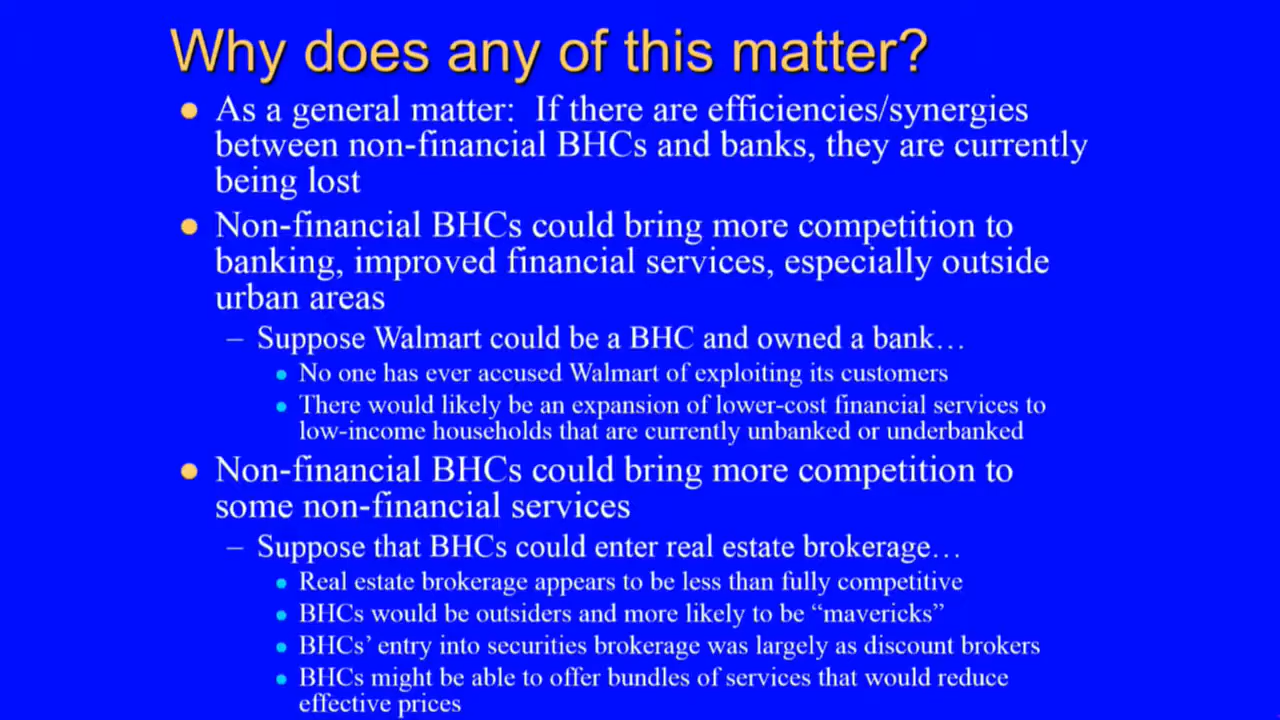 Why does any of this matter?
As a general matter:  If there are efficiencies/synergies
between non-financial BHCs and banks, they are currently
being lost
Non-financial BHCs could bring more competition to
banking, improved financial services, especially outside
urban areas
– Suppose Walmart could be a BHC and owned a bank…
No one has ever accused Walmart of exploiting its customers
There would likely be an expansion of lower-cost financial services to
low-income households that are currently unbanked or underbanked
Non-financial BHCs could bring more competition to
some non-financial services
– Suppose that BHCs could enter real estate brokerage…
Real estate brokerage appears to be less than fully competitive
BHCs would be outsiders and more likely to be “mavericks”
BHCs’ entry into securities brokerage was largely as discount brokers
BHCs might be able to offer bundles of services that would reduce
effective prices